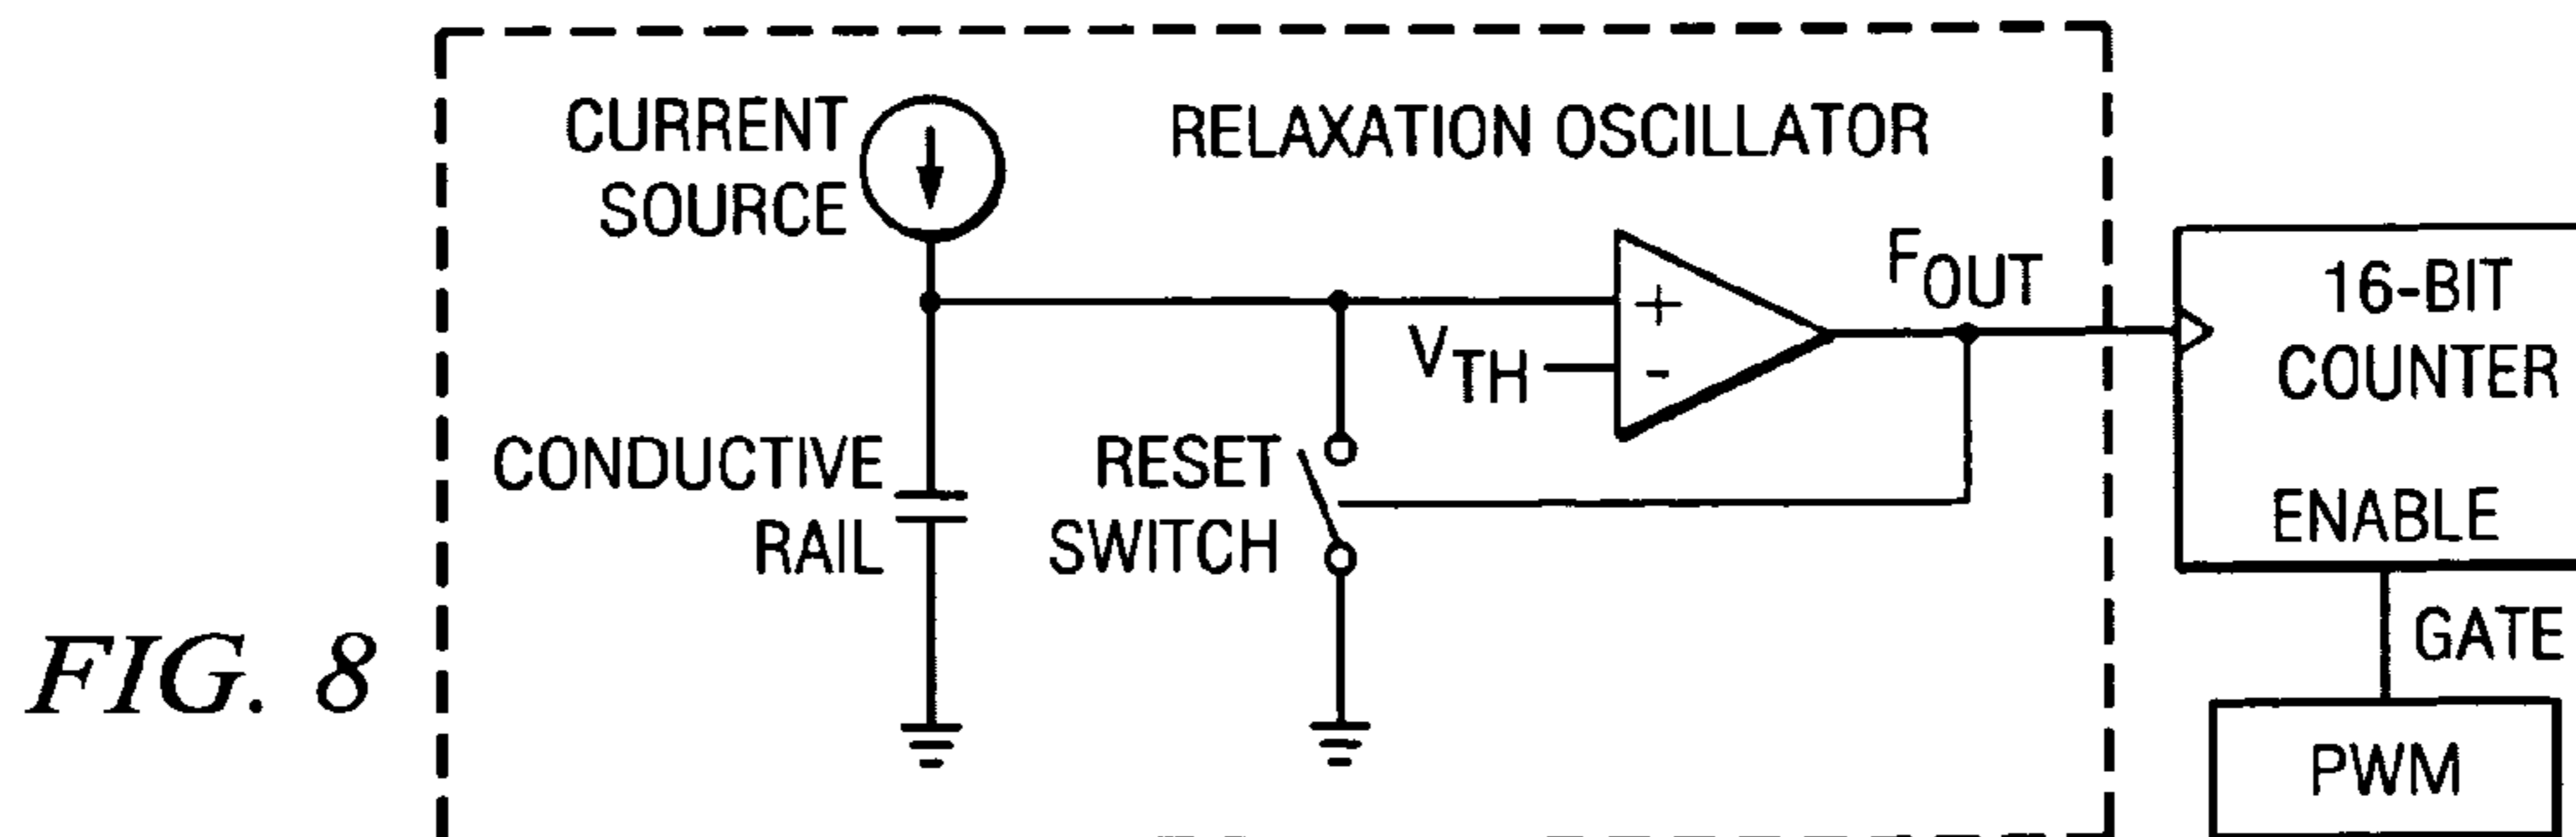 CURRENT
SOURCE
RELAXATION OSCILLATOR
FOUT
16-BIT
COUNTER
+
VTH
-
CONDUCTIVE
RAIL
RESET
SWITCH
ENABLE
GATE
PWM
FIG. 8